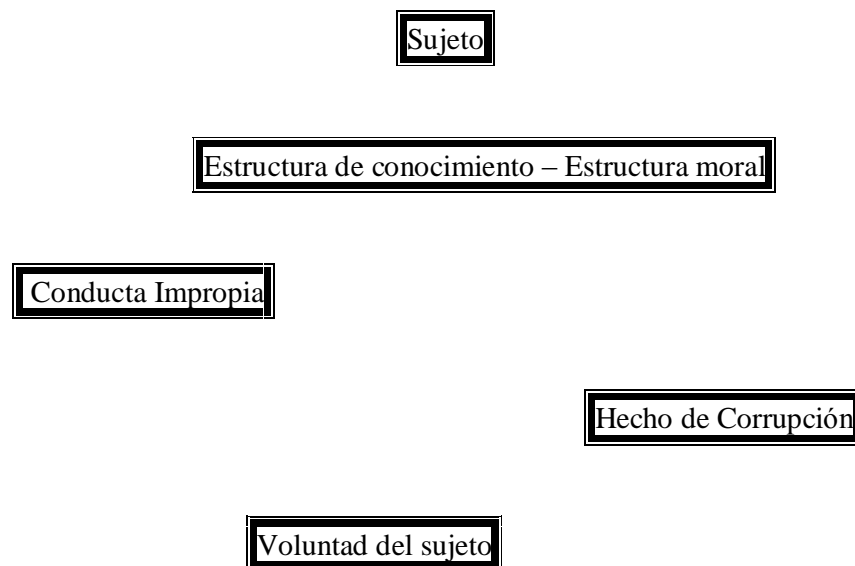 Sujeto
Estructura de conocimiento – Estructura moral
Conducta Impropia
Hecho de Corrupción
Voluntad del sujeto